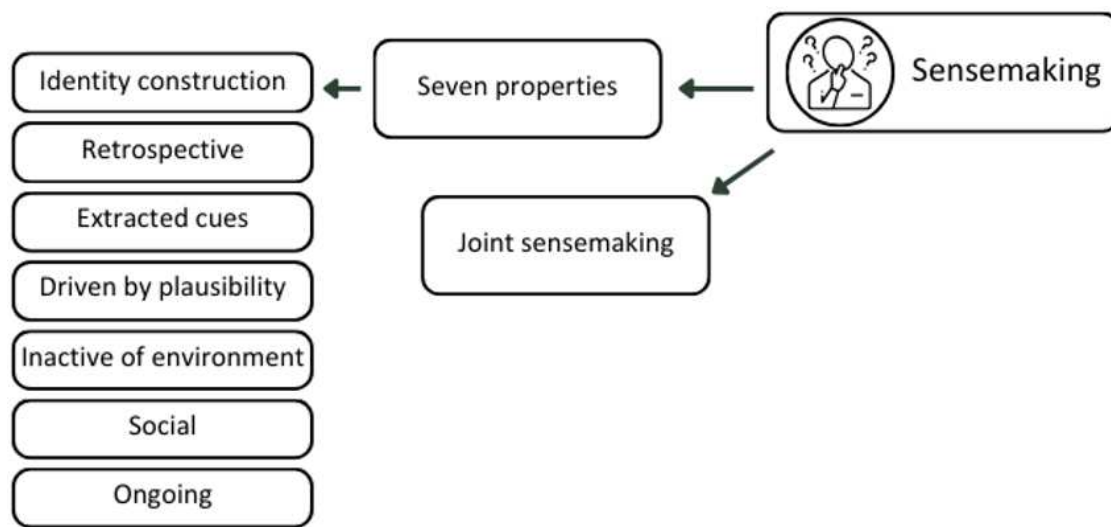 Sensemaking
Seven properties
Joint sensemaking
Identity construction
Retrospective
Extracted cues
Driven by plausibility
Inactive of environment
Social
Ongoing